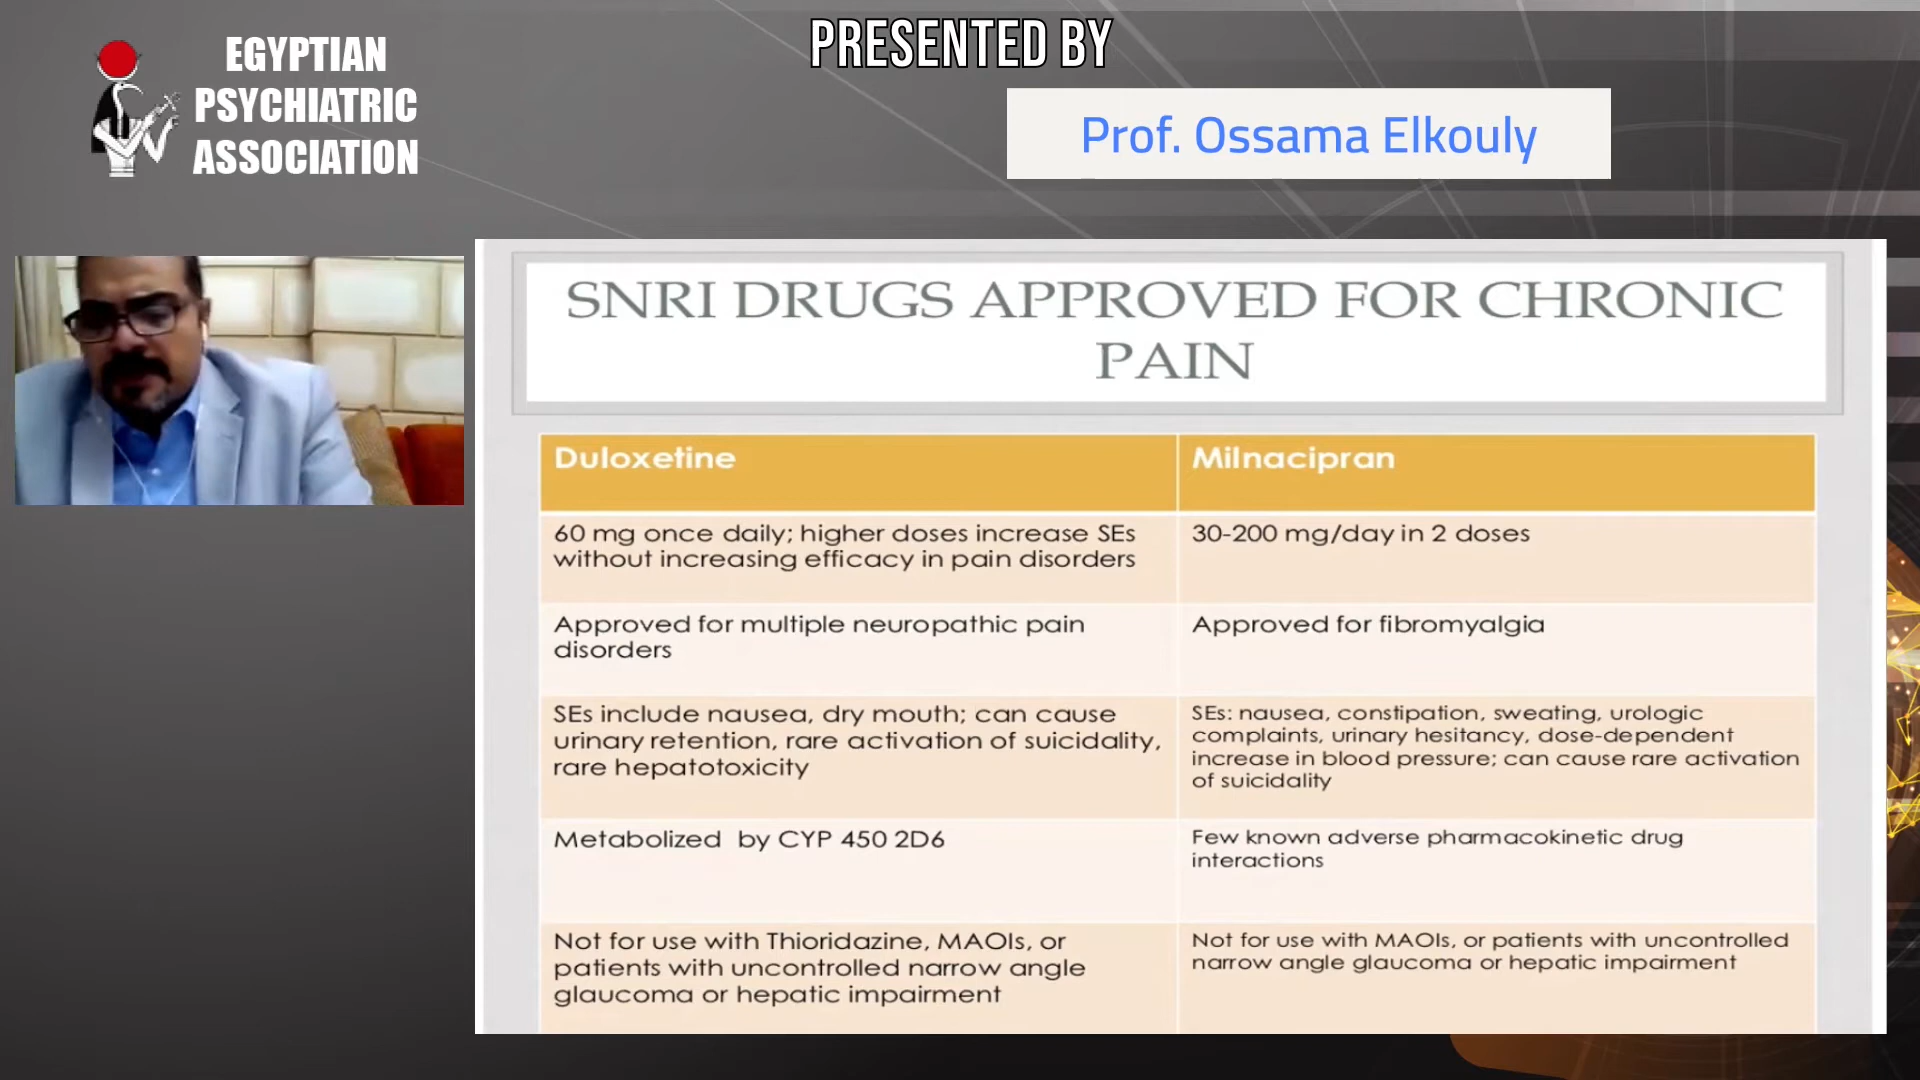 EGYPTIAN
PSYCHIATRIC
ASSOCIATION
PRESENTED BY
Prof. Ossama Elkouly
SNRI DRUGS APPROVED FOR CHRONIC
PAIN
Duloxetine
Milnacipran
60 mg once daily; higher doses increase SEs
without increasing efficacy in pain disorders
30-200 mg/day in 2 doses
Approved for multiple neuropathic pain
disorders
Approved for fibromyalgia
SEs include nausea, dry mouth; can cause
urinary retention, rare activation of suicidality,
rare hepatotoxicity
SEs: nausea, constipation, sweating, urologic
complaints, urinary hesitancy, dose-dependent
increase in blood pressure; can cause rare activation
of suicidality
Metabolized by CYP 450 2D6
Few known adverse pharmacokinetic drug
interactions
Not for use with Thioridazine, MAOIs, or
patients with uncontrolled narrow angle
glaucoma or hepatic impairment
Not for use with MAOIs, or patients with uncontrolled
narrow angle glaucoma or hepatic impairment